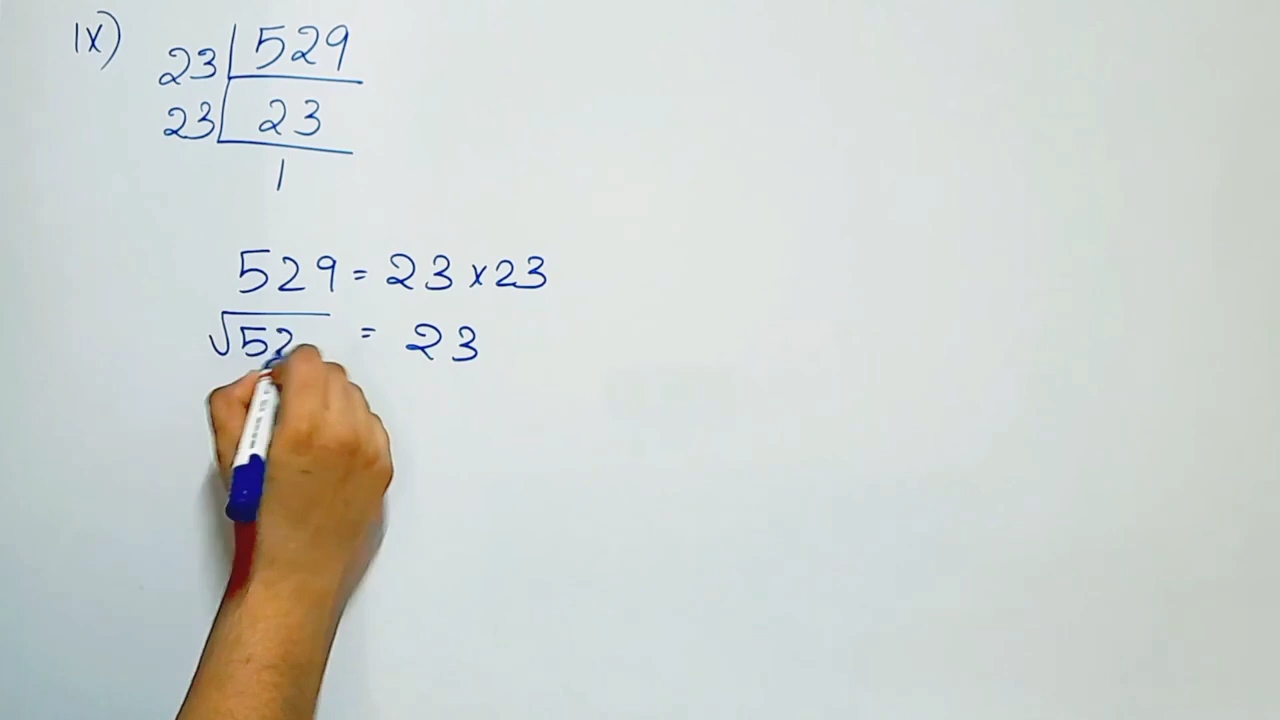 ix) 23 | 529
23 | 23
1
529 = 23 x 23
√52 = 23